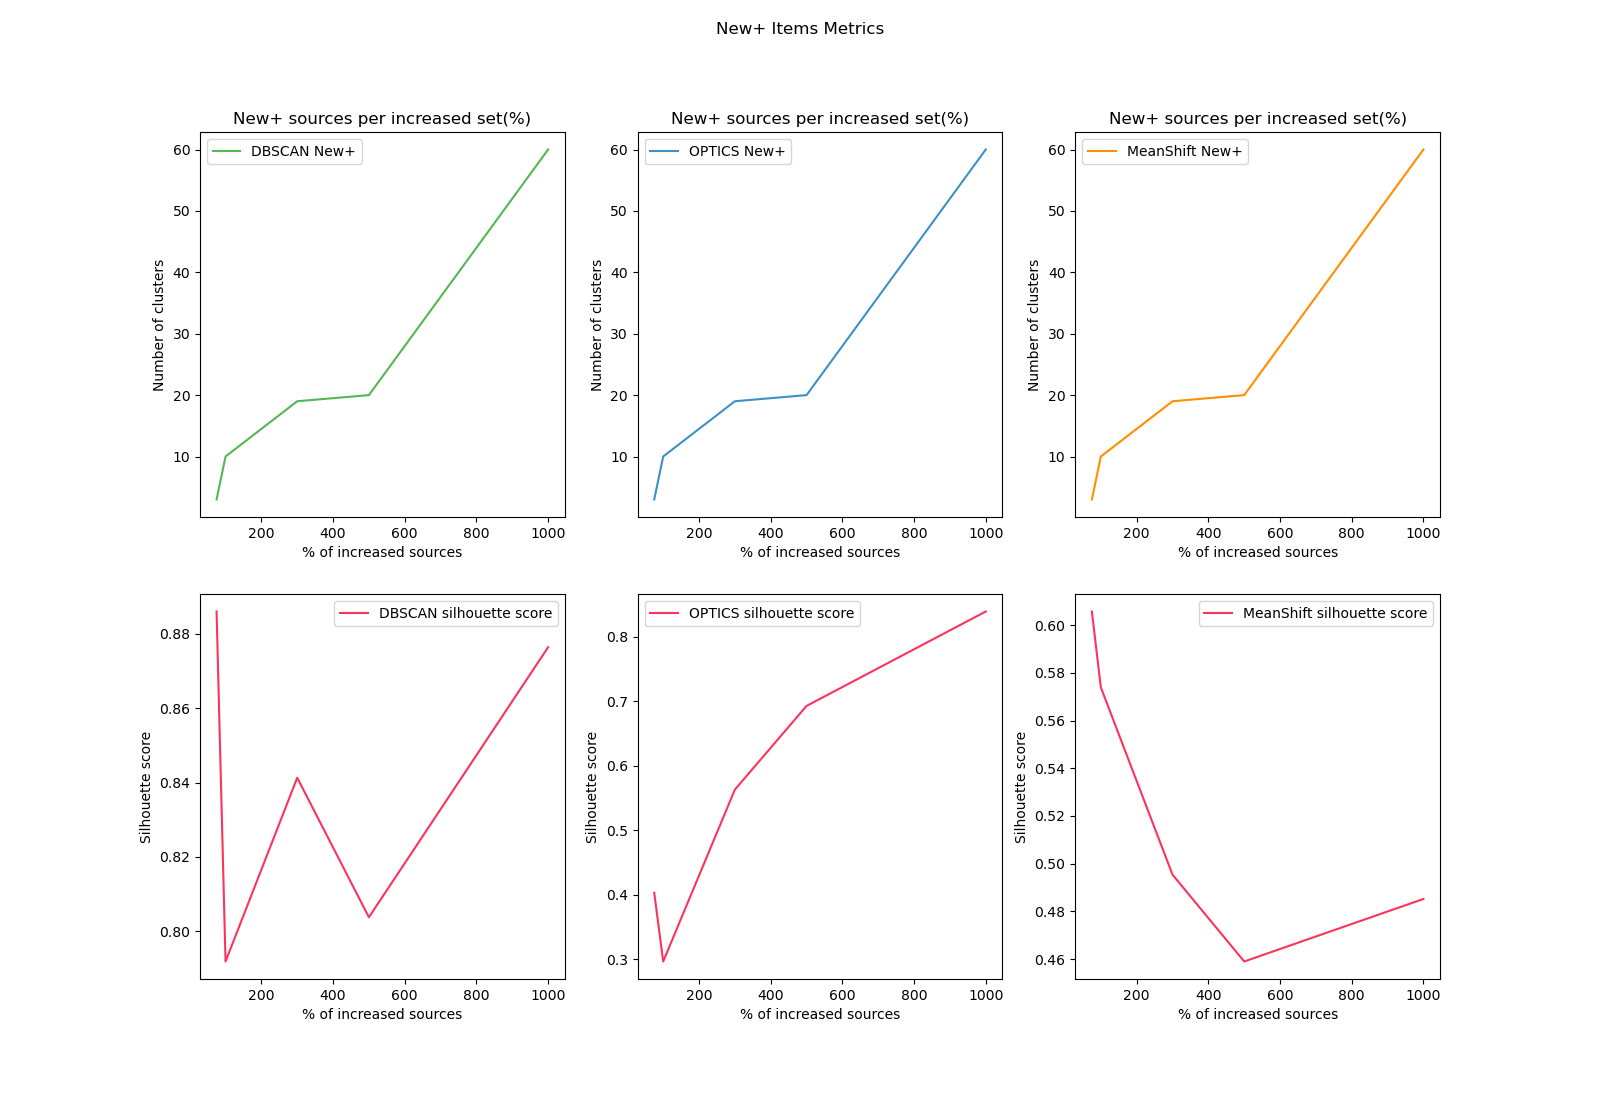 New+ Items Metrics
New+ sources per increased set(%)
DBSCAN New+
60
50
40
30
20
10
Number of clusters
200 400 600 800 1000
% of increased sources
New+ sources per increased set(%)
OPTICS New+
60
50
40
30
20
10
Number of clusters
200 400 600 800 1000
% of increased sources
New+ sources per increased set(%)
MeanShift New+
60
50
40
30
20
10
Number of clusters
200 400 600 800 1000
% of increased sources
DBSCAN silhouette score
0.88
0.86
0.84
0.82
0.80
Silhouette score
200 400 600 800 1000
% of increased sources
OPTICS silhouette score
0.8
0.7
0.6
0.5
0.4
0.3
Silhouette score
200 400 600 800 1000
% of increased sources
MeanShift silhouette score
0.60
0.58
0.56
0.54
0.52
0.50
0.48
0.46
Silhouette score
200 400 600 800 1000
% of increased sources